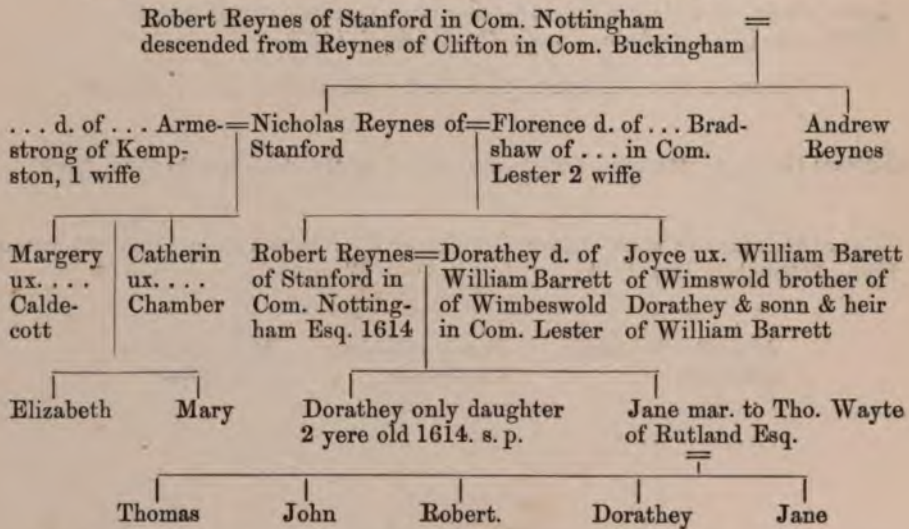 Robert Reynes of Stanford in Com. Nottingham =
descended from Reynes of Clifton in Com. Buckingham
. . . d. of . . . Arme-
strong of Kemp-
ston, 1 wiffe
=Nicholas Reynes of=
Stanford
Florence d. of . . . Brad-
shaw of . . . in Com.
Lester 2 wiffe
Andrew
Reynes
Margery
ux. . . .
Calde-
cott
Catherin
ux. . . .
Chamber
Robert Reynes=
of Stanford in
Com. Notting-
ham Esq. 1614
Dorathey d. of
William Barrett
of Wimbeswold
in Com. Lester
Joyce ux. William Barett
of Wimswold brother of
Dorathey & sonn & heir
of William Barrett
Elizabeth
Mary
Dorathey only daughter
2 yere old 1614. s. p.
Jane mar. to Tho. Wayte
of Rutland Esq.
=
Thomas
John
Robert.
Dorathey
Jane